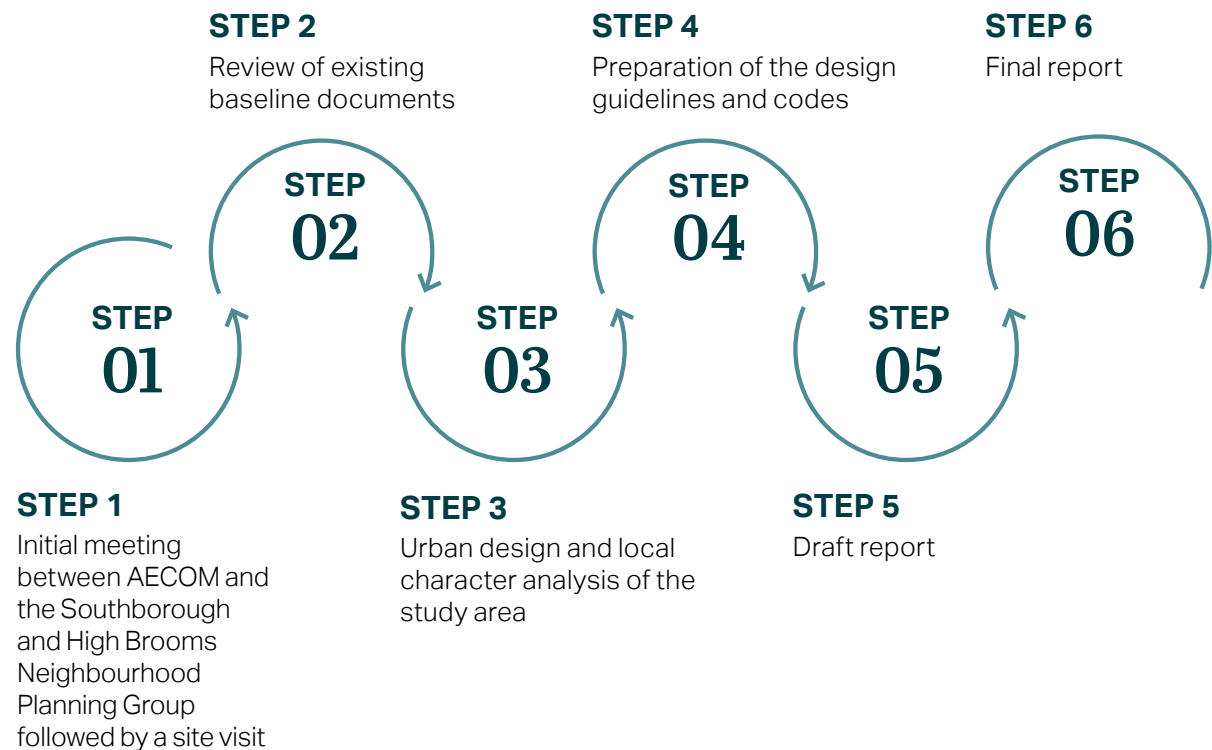 STEP 2
Review of existing
baseline documents
STEP 4
Preparation of the design
guidelines and codes
STEP 6
Final report
STEP
01
STEP
02
STEP
03
STEP
04
STEP
05
STEP
06
STEP 1
Initial meeting
between AECOM and
the Southborough
and High Brooms
Neighbourhood
Planning Group
followed by a site visit
STEP 3
Urban design and local
character analysis of the
study area
STEP 5
Draft report